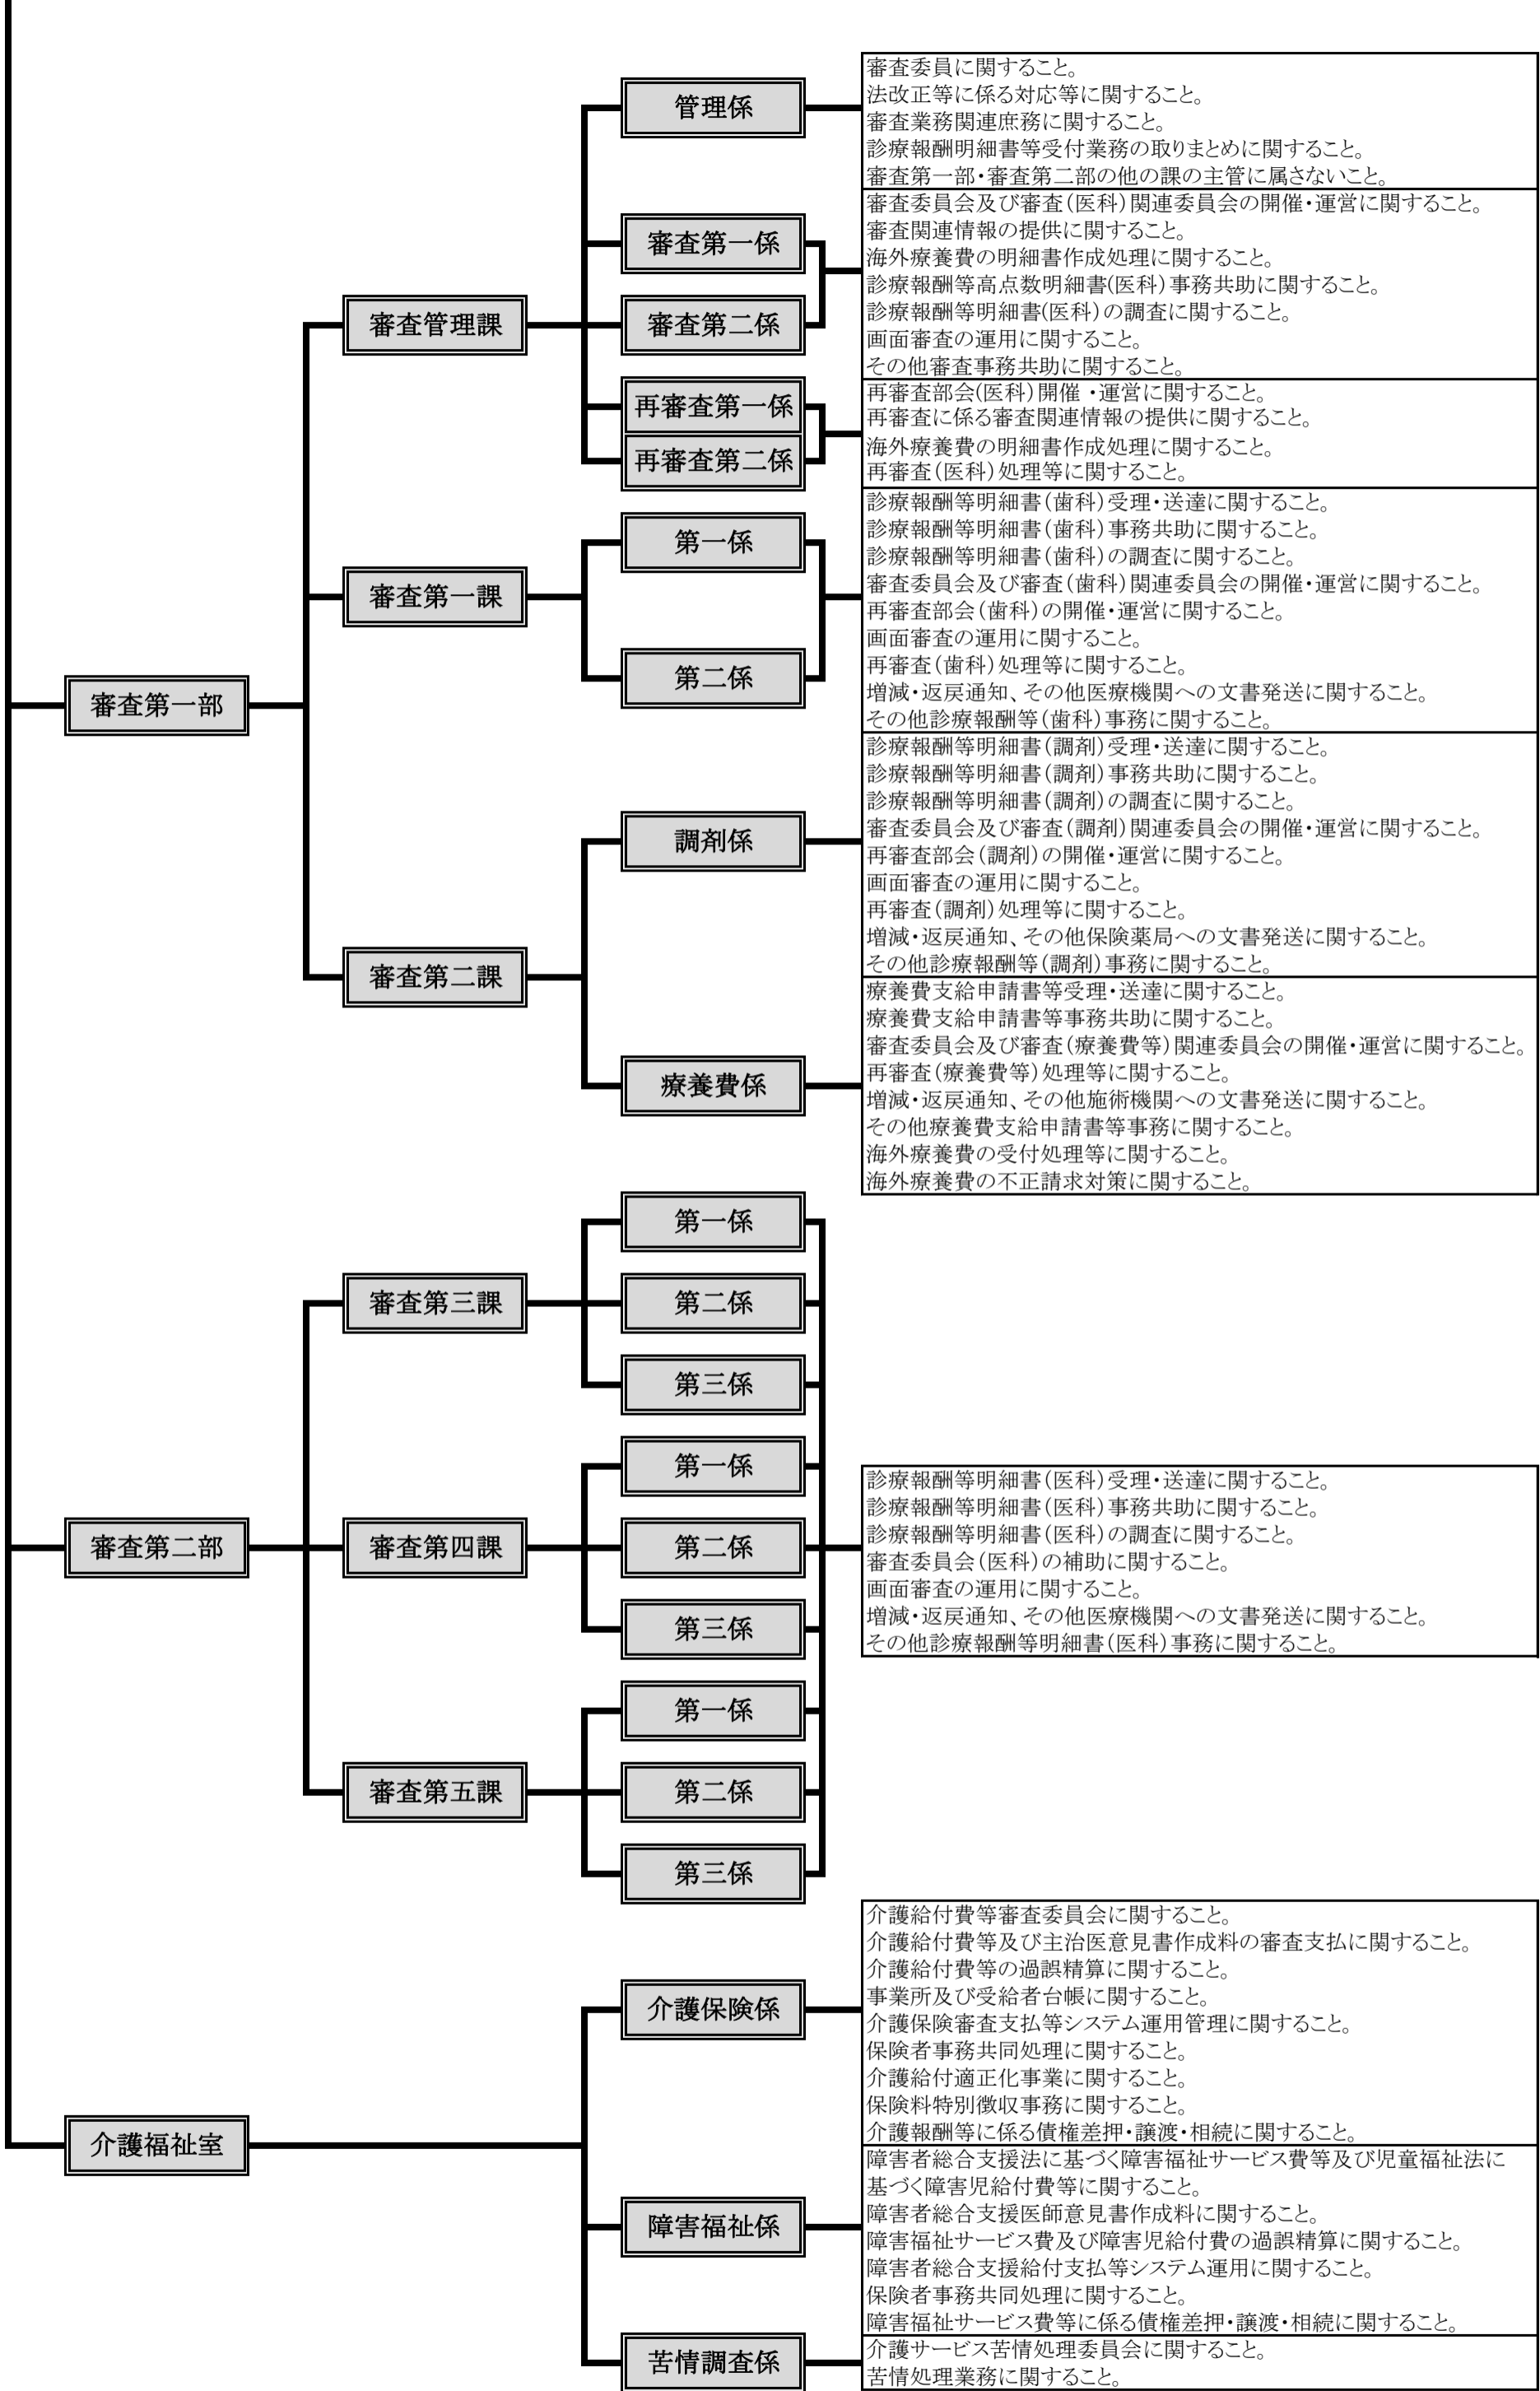 審査第一部
審査管理課
管理係
審査委員に関すること。
法改正等に係る対応等に関すること。
審査業務関連庶務に関すること。
診療報酬明細書等受付業務の取りまとめに関すること。
審査第一部・審査第二部の他の課の主管に属さないこと。
審査第一係
審査第二係
審査委員会及び審査（医科）関連委員会の開催・運営に関すること。
審査関連情報の提供に関すること。
海外療養費の明細書作成処理に関すること。
診療報酬等高点数明細書(医科）事務共助に関すること。
診療報酬等明細書(医科）の調査に関すること。
画面審査の運用に関すること。
その他審査事務共助に関すること。
再審査第一係
再審査第二係
再審査部会(医科）開催 ・運営に関すること。
再審査に係る審査関連情報の提供に関すること。
海外療養費の明細書作成処理に関すること。
再審査（医科）処理等に関すること。
審査第一課
第一係
第二係
診療報酬等明細書（歯科）受理・送達に関すること。
診療報酬等明細書（歯科）事務共助に関すること。
診療報酬等明細書（歯科）の調査に関すること。
審査委員会及び審査（歯科）関連委員会の開催・運営に関すること。
再審査部会（歯科）の開催・運営に関すること。
画面審査の運用に関すること。
再審査（歯科）処理等に関すること。
増減・返戻通知、その他医療機関への文書発送に関すること。
その他診療報酬等（歯科）事務に関すること。
審査第二課
調剤係
診療報酬等明細書（調剤）受理・送達に関すること。
診療報酬等明細書（調剤）事務共助に関すること。
診療報酬等明細書（調剤）の調査に関すること。
審査委員会及び審査（調剤）関連委員会の開催・運営に関すること。
再審査部会（調剤）の開催・運営に関すること。
画面審査の運用に関すること。
再審査（調剤）処理等に関すること。
増減・返戻通知、その他保険薬局への文書発送に関すること。
その他診療報酬等（調剤）事務に関すること。
療養費係
療養費支給申請書等受理・送達に関すること。
療養費支給申請書等事務共助に関すること。
審査委員会及び審査（療養費等）関連委員会の開催・運営に関すること。
再審査（療養費等）処理等に関すること。
増減・返戻通知、その他施術機関への文書発送に関すること。
その他療養費支給申請書等事務に関すること。
海外療養費の受付処理等に関すること。
海外療養費の不正請求対策に関すること。
審査第二部
審査第三課
第一係
第二係
第三係
審査第四課
第一係
第二係
第三係
審査第五課
第一係
第二係
第三係
診療報酬等明細書（医科）受理・送達に関すること。
診療報酬等明細書（医科）事務共助に関すること。
診療報酬等明細書（医科）の調査に関すること。
審査委員会（医科）の補助に関すること。
画面審査の運用に関すること。
増減・返戻通知、その他医療機関への文書発送に関すること。
その他診療報酬等明細書（医科）事務に関すること。
介護福祉室
介護保険係
介護給付費等審査委員会に関すること。
介護給付費等及び主治医意見書作成料の審査支払に関すること。
介護給付費等の過誤精算に関すること。
事業所及び受給者台帳に関すること。
介護保険審査支払等システム運用管理に関すること。
保険者事務共同処理に関すること。
介護給付適正化事業に関すること。
保険料特別徴収事務に関すること。
介護報酬等に係る債権差押・譲渡・相続に関すること。
障害福祉係
障害者総合支援法に基づく障害福祉サービス費等及び児童福祉法に
基づく障害児給付費等に関すること。
障害者総合支援医師意見書作成料に関すること。
障害福祉サービス費及び障害児給付費の過誤精算に関すること。
障害者総合支援給付支払等システム運用に関すること。
保険者事務共同処理に関すること。
障害福祉サービス費等に係る債権差押・譲渡・相続に関すること。
苦情調査係
介護サービス苦情処理委員会に関すること。
苦情処理業務に関すること。